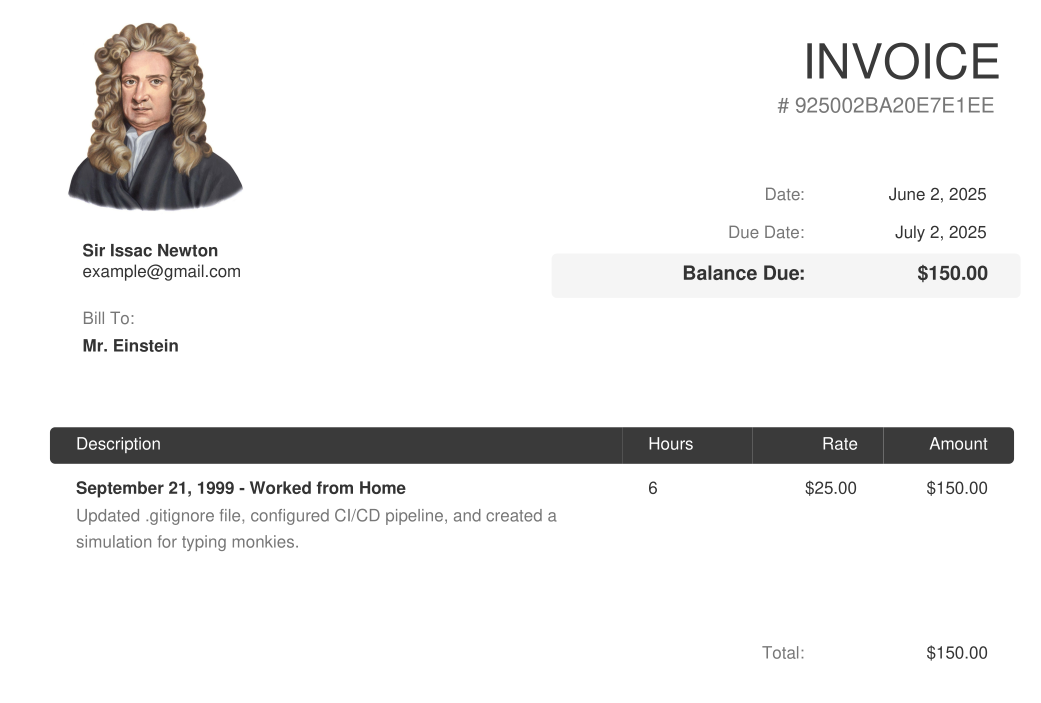 INVOICE
# 925002BA20E7E1EE
Date: June 2, 2025
Due Date: July 2, 2025
Balance Due: $150.00
Sir Issac Newton
example@gmail.com
Bill To:
Mr. Einstein
Description Hours Rate Amount
September 21, 1999 - Worked from Home 6 $25.00 $150.00
Updated .gitignore file, configured CI/CD pipeline, and created a
simulation for typing monkies.
Total: $150.00